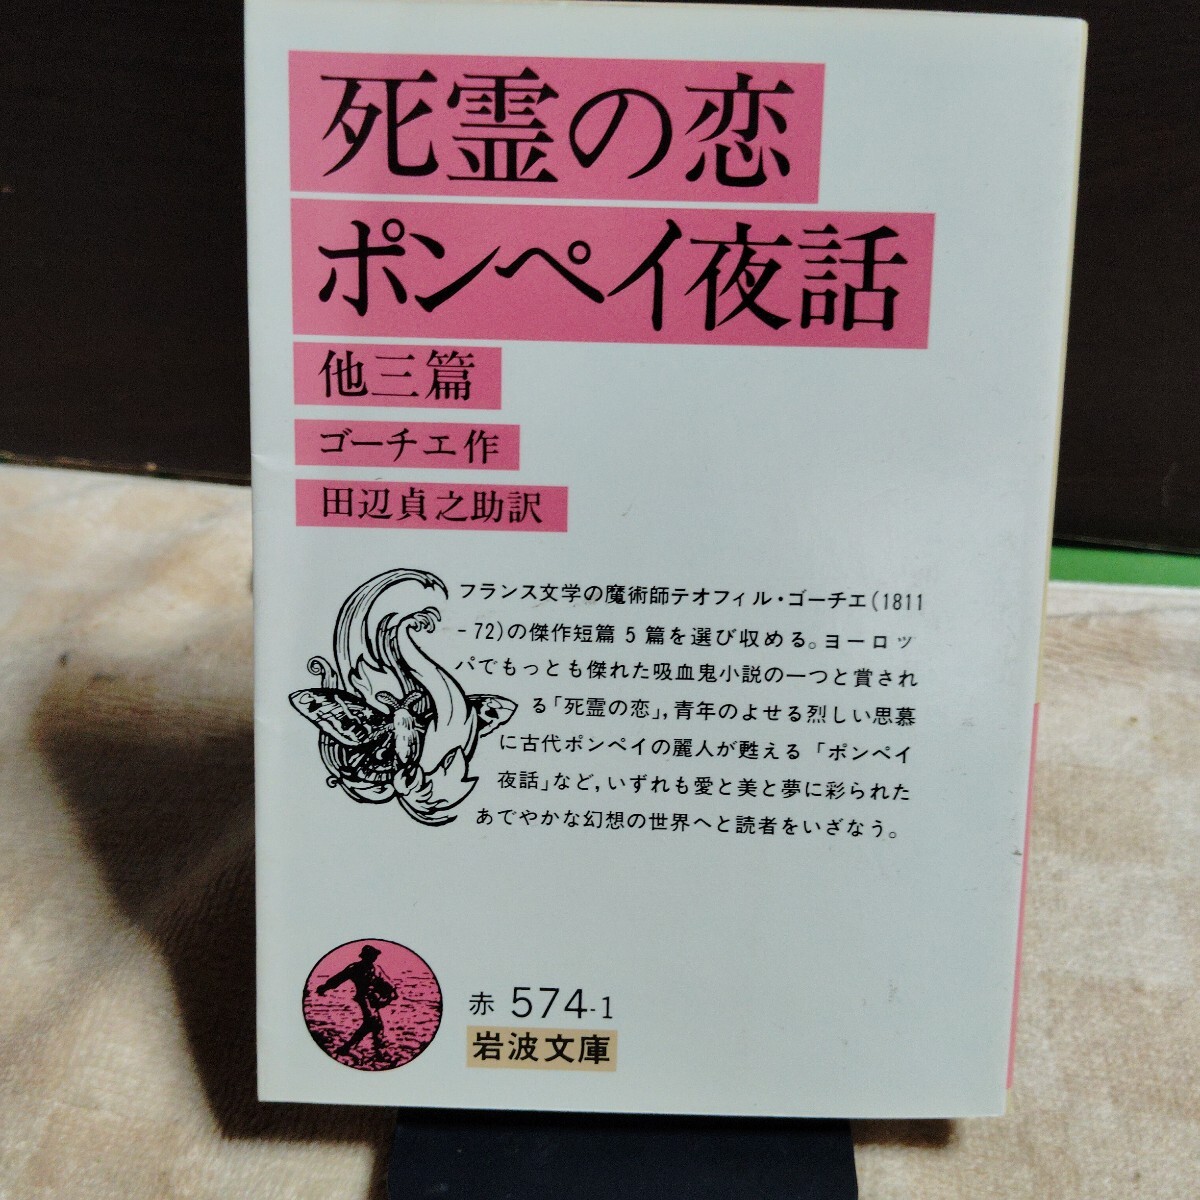 死霊の恋
ポンペイ夜話
他三篇
ゴーチエ作
田辺貞之助訳
フランス文学の魔術師テオフィル・ゴーチエ(1811
-72)の傑作短篇5篇を選び収める。ヨーロッ
パでもっとも傑れた吸血鬼小説の一つと賞され
る「死霊の恋」,青年のよせる烈しい思慕
に古代ポンペイの麗人が甦える「ポンペイ
夜話」など,いずれも愛と美と夢に彩られた
あでやかな幻想の世界へと読者をいざなう。
赤 574-1
岩波文庫